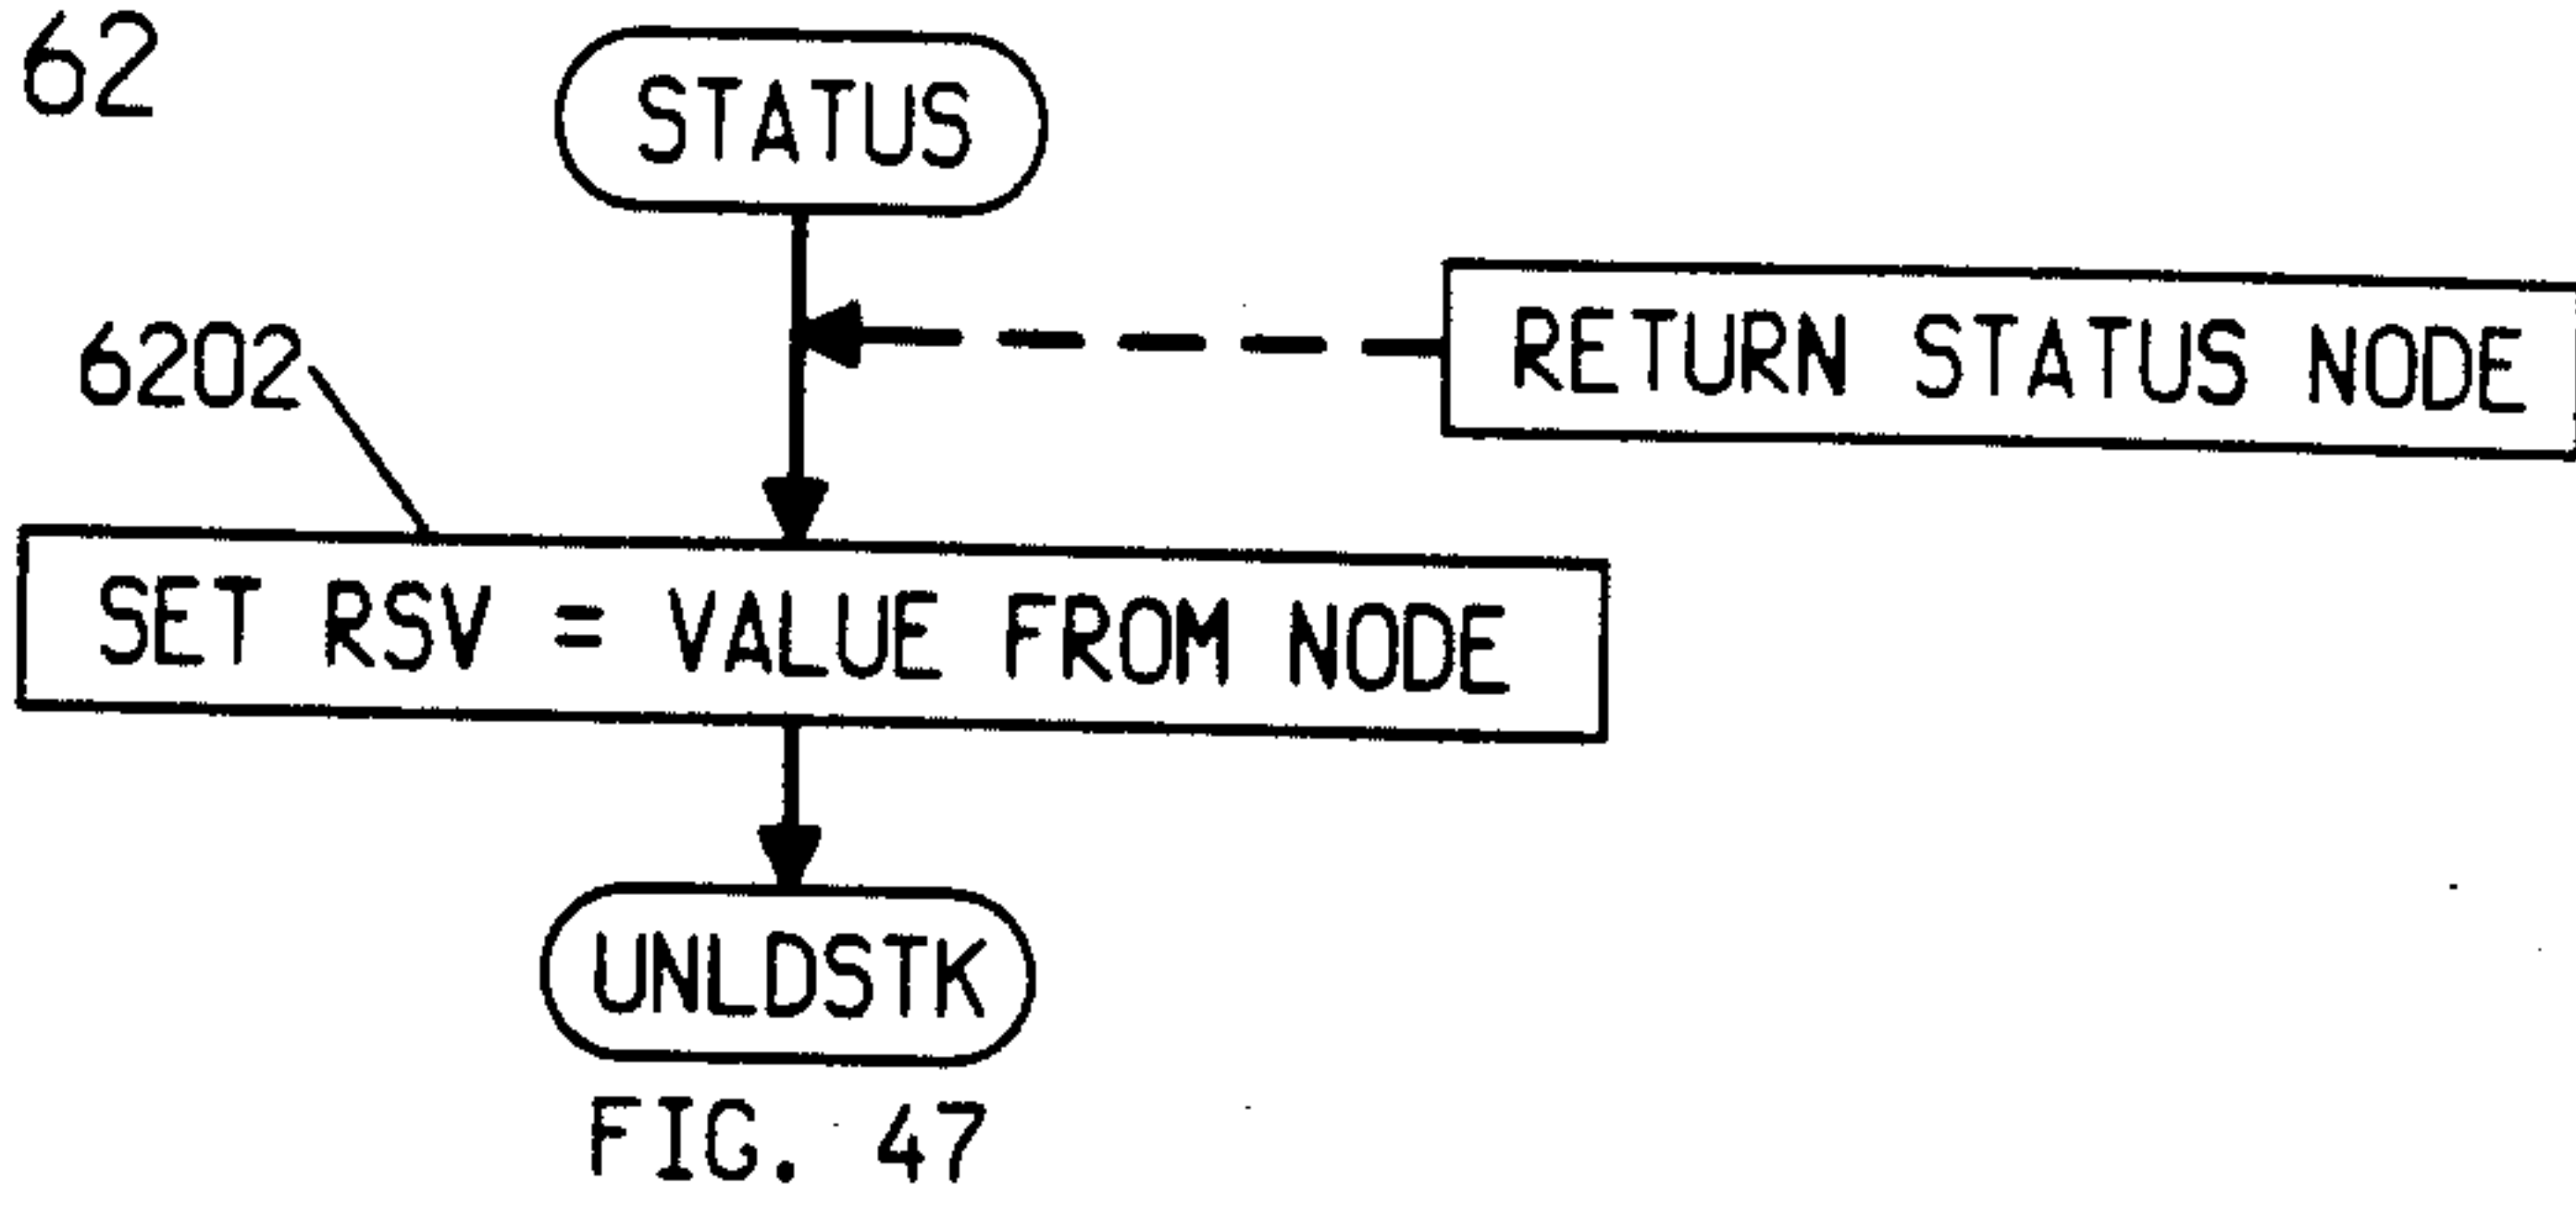 62
STATUS
RETURN STATUS NODE
6202
SET RSV = VALUE FROM NODE
UNLDSTK
FIG. 47